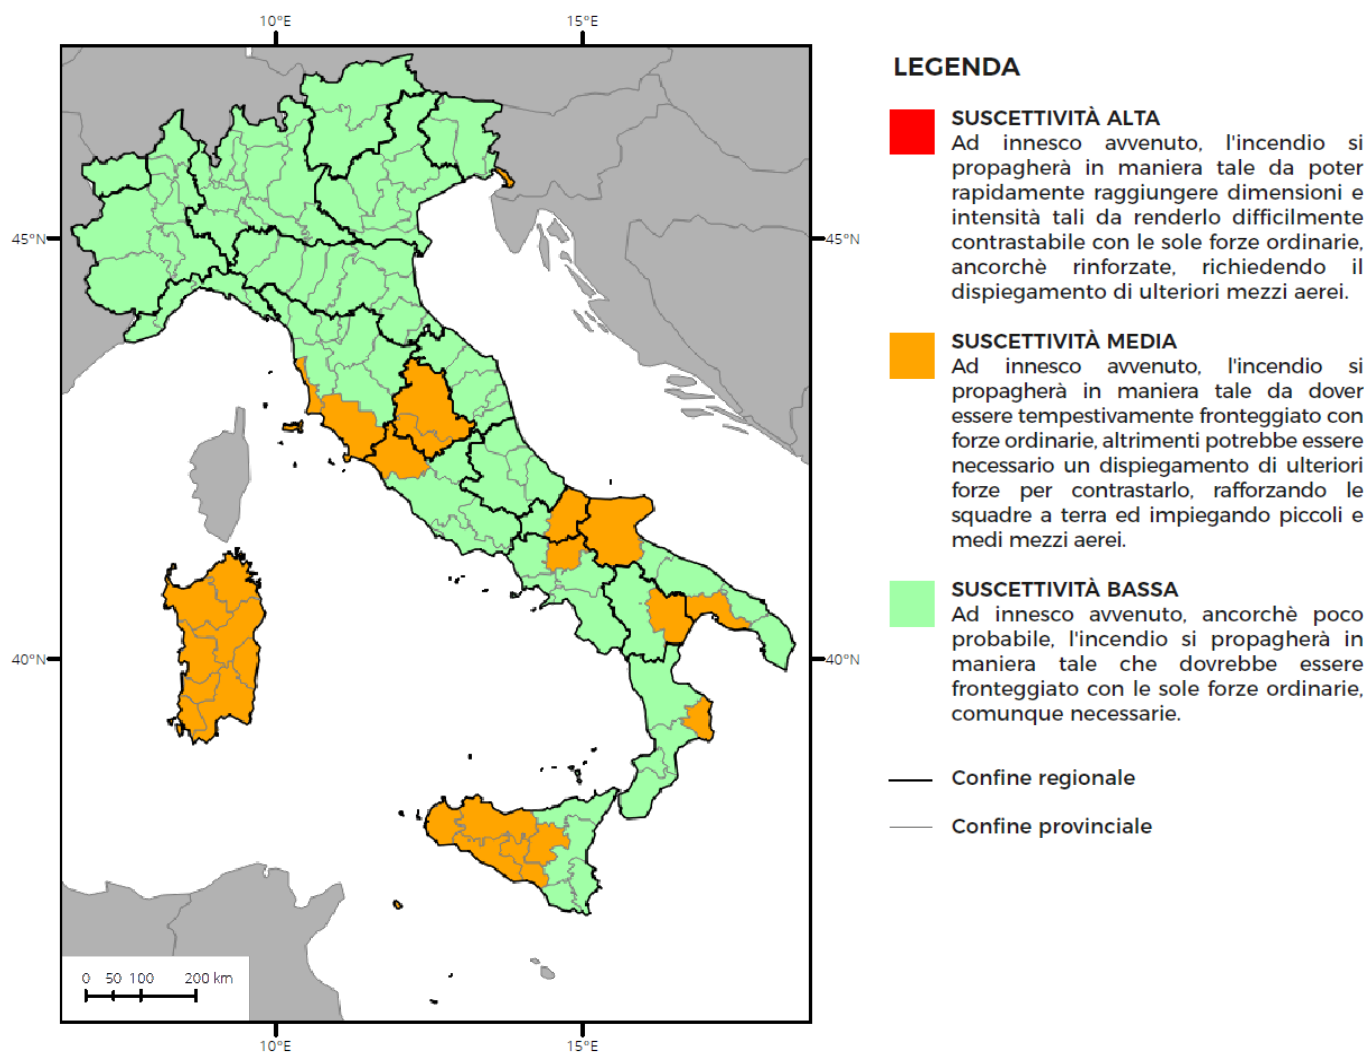 10°E 15°E
LEGENDA
SUSCETTIVITÀ ALTA
Ad innesco avvenuto, l'incendio si
propagherà in maniera tale da poter
rapidamente raggiungere dimensioni e
intensità tali da renderlo difficilmente
contrastabile con le sole forze ordinarie,
ancorchè rinforzate, richiedendo il
dispiegamento di ulteriori mezzi aerei.
45°N 45°N
SUSCETTIVITÀ MEDIA
Ad innesco avvenuto, l'incendio si
propagherà in maniera tale da dover
essere tempestivamente fronteggiato con
forze ordinarie, altrimenti potrebbe essere
necessario un dispiegamento di ulteriori
forze per contrastarlo, rafforzando le
squadre a terra ed impiegando piccoli e
medi mezzi aerei.
SUSCETTIVITÀ BASSA
Ad innesco avvenuto, ancorchè poco
probabile, l'incendio si propagherà in
maniera tale che dovrebbe essere
fronteggiato con le sole forze ordinarie,
comunque necessarie.
40°N 40°N
Confine regionale
Confine provinciale
0 50 100 200 km
10°E 15°E